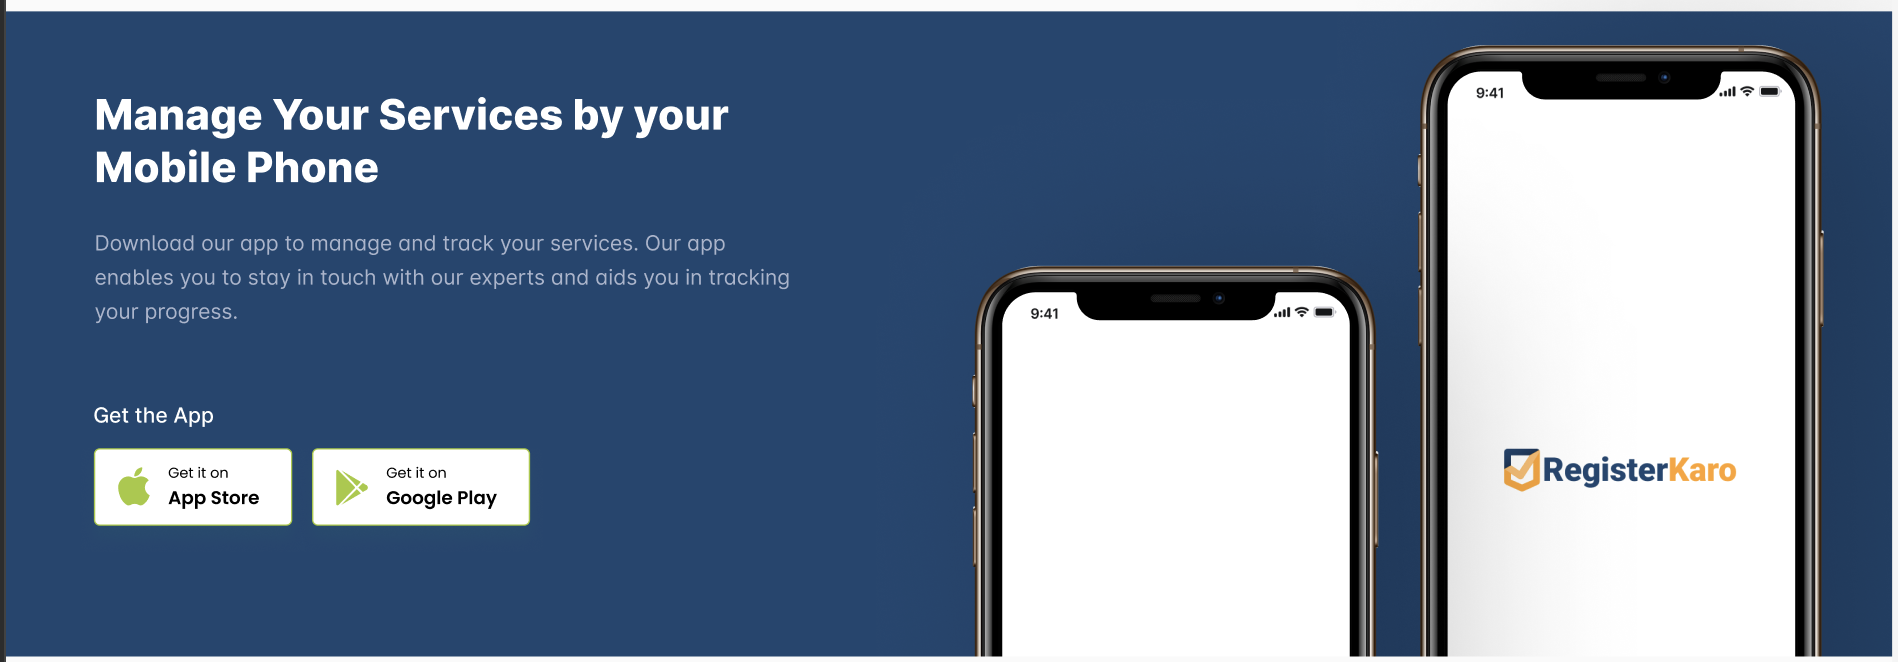 Manage Your Services by your
Mobile Phone
Download our app to manage and track your services. Our app
enables you to stay in touch with our experts and aids you in tracking
your progress.
Get the App
Get it on
App Store
Get it on
Google Play
9:41
9:41
RegisterKaro